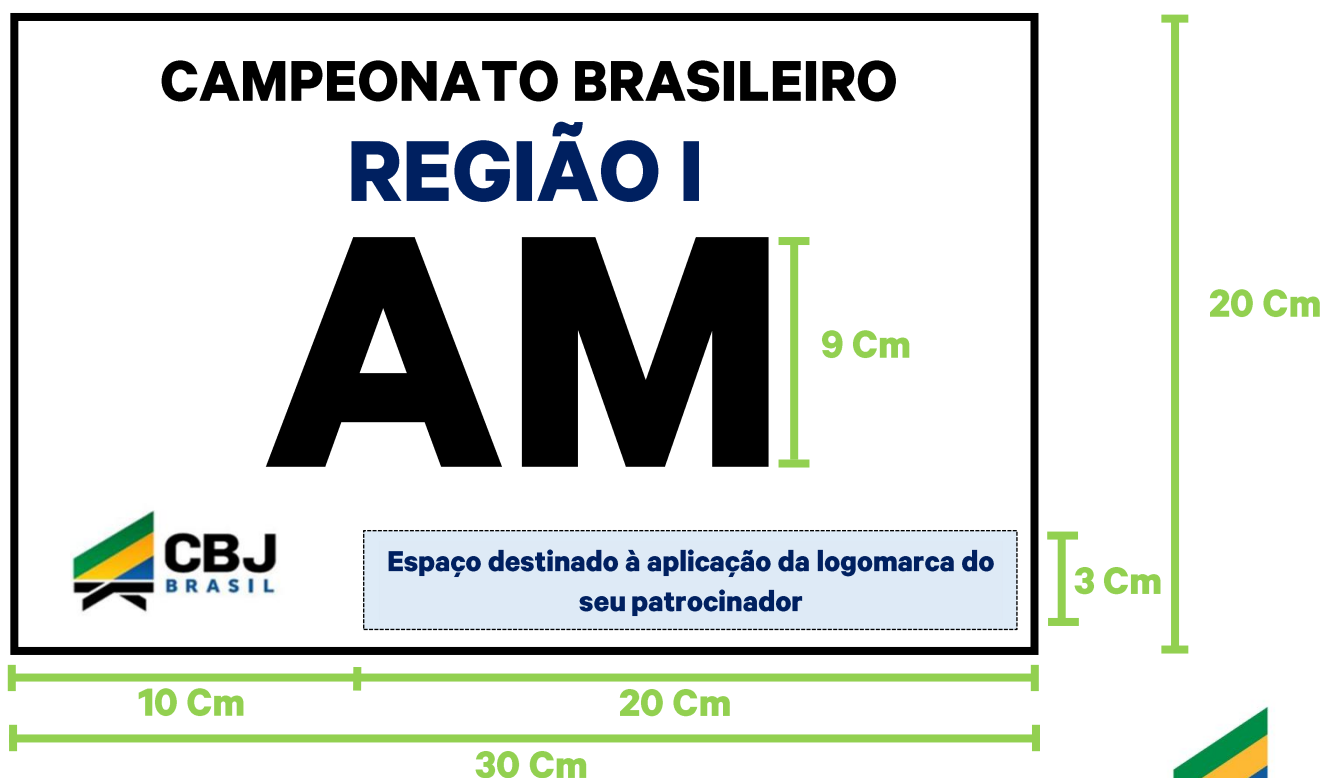 CAMPEONATO BRASILEIRO
REGIÃO I
AM
9 Cm
20 Cm
CBJ
BRASIL
Espaço destinado à aplicação da logomarca do
seu patrocinador
3 Cm
10 Cm
20 Cm
30 Cm